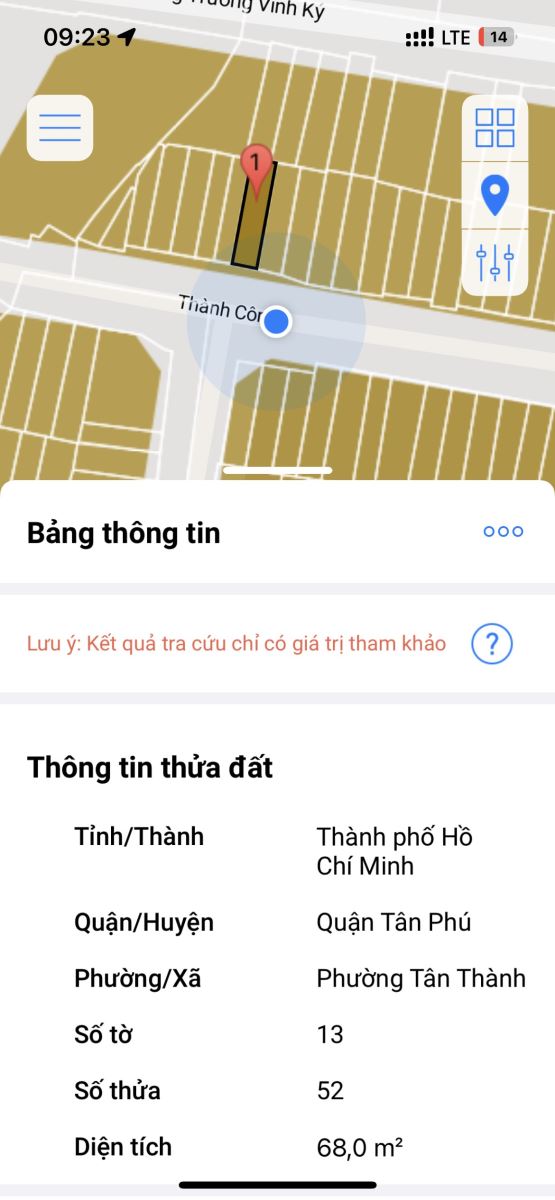 Trương Vĩnh Ký
09:23
LTE 14
1
Thành Côn
Bảng thông tin
Lưu ý: Kết quả tra cứu chỉ có giá trị tham khảo
?
Thông tin thửa đất
Tỉnh/Thành Thành phố Hồ
Chí Minh
Quận/Huyện Quận Tân Phú
Phường/Xã Phường Tân Thành
Số tờ 13
Số thửa 52
Diện tích 68,0 m²